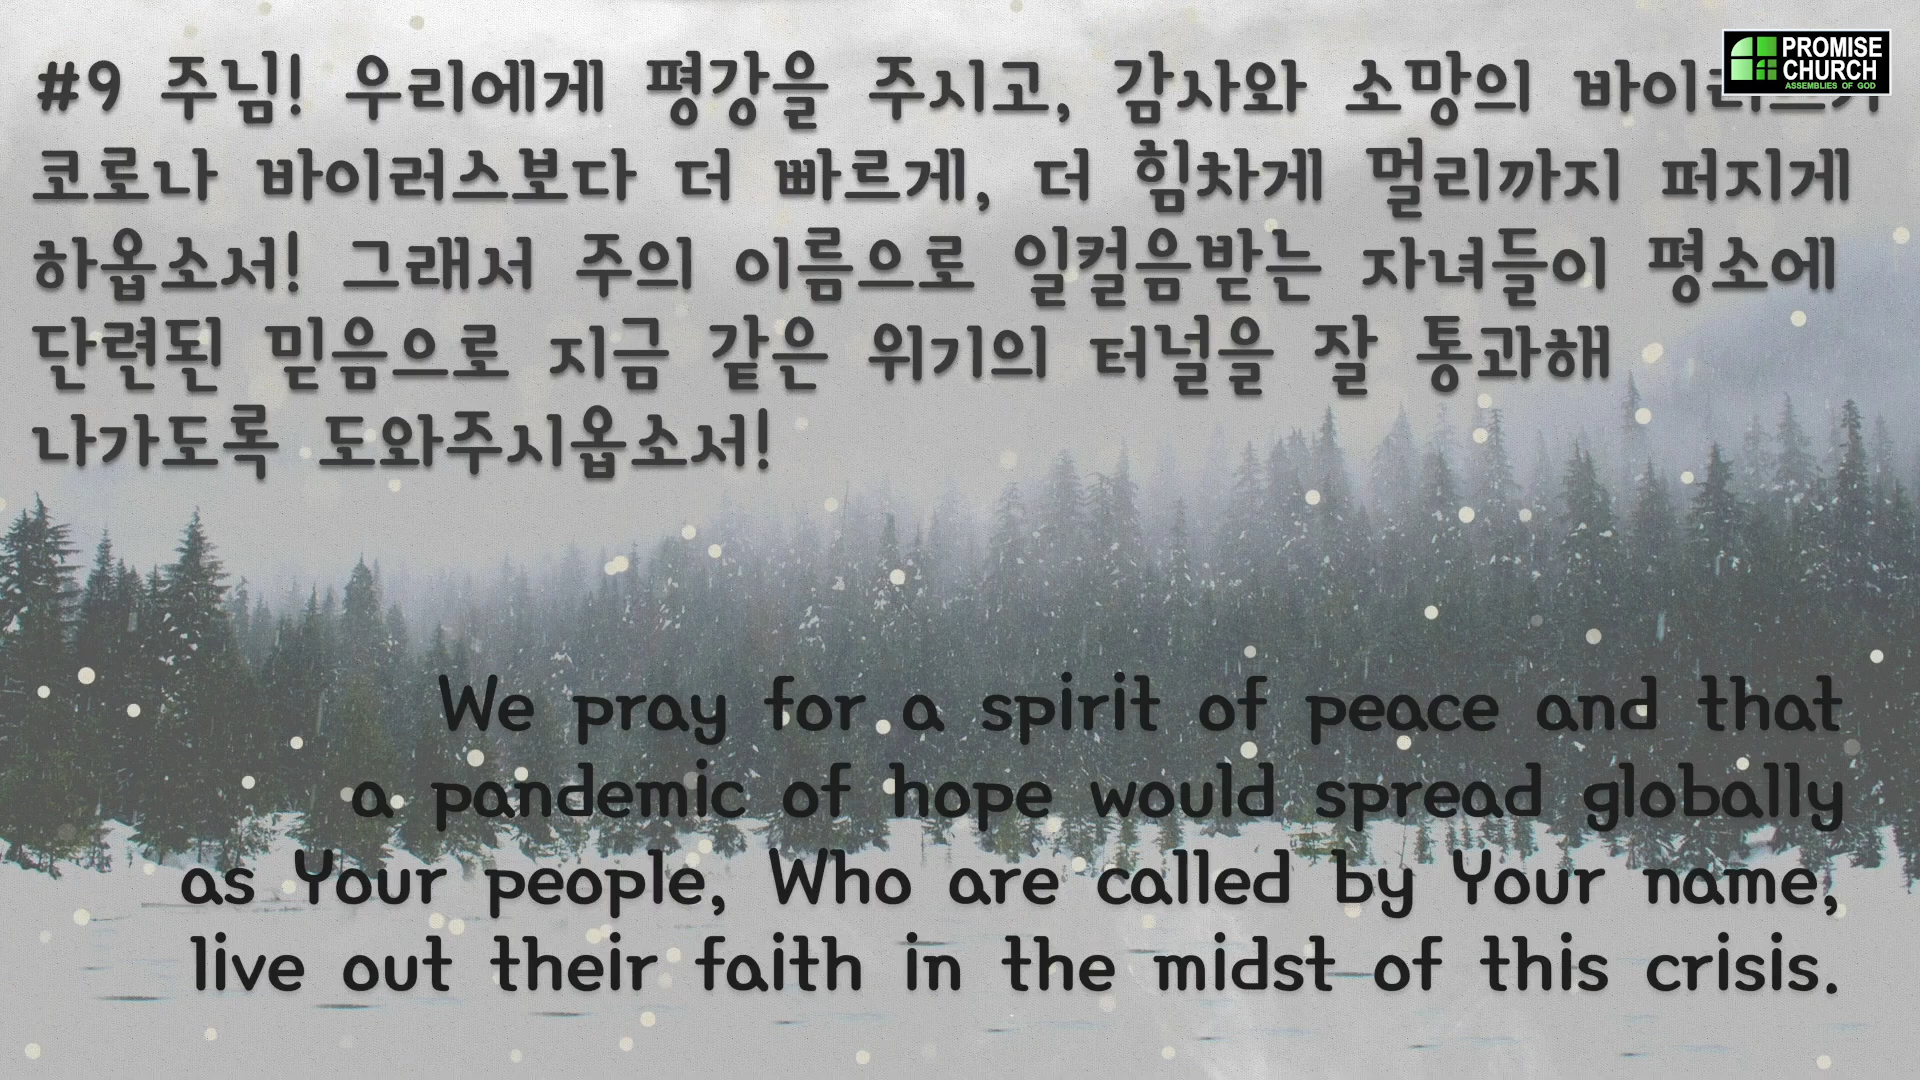 #9 주님! 우리에게 평강을 주시고, 감사와 소망의
코로나 바이러스보다 더 빠르게, 더 힘차게 멀리까지 퍼지게
하옵소서! 그래서 주의 이름으로 일컬음받는 자녀들이 평소에
단련된 믿음으로 지금 같은 위기의 터널을 잘 통과해
나가도록 도와주시옵소서!
PROMISE
CHURCH
ASSEMBLIES OF GOD
We pray for a spirit of peace and that
a pandemic of hope would spread globally
as Your people, Who are called by Your name,
live out their faith in the midst of this crisis.